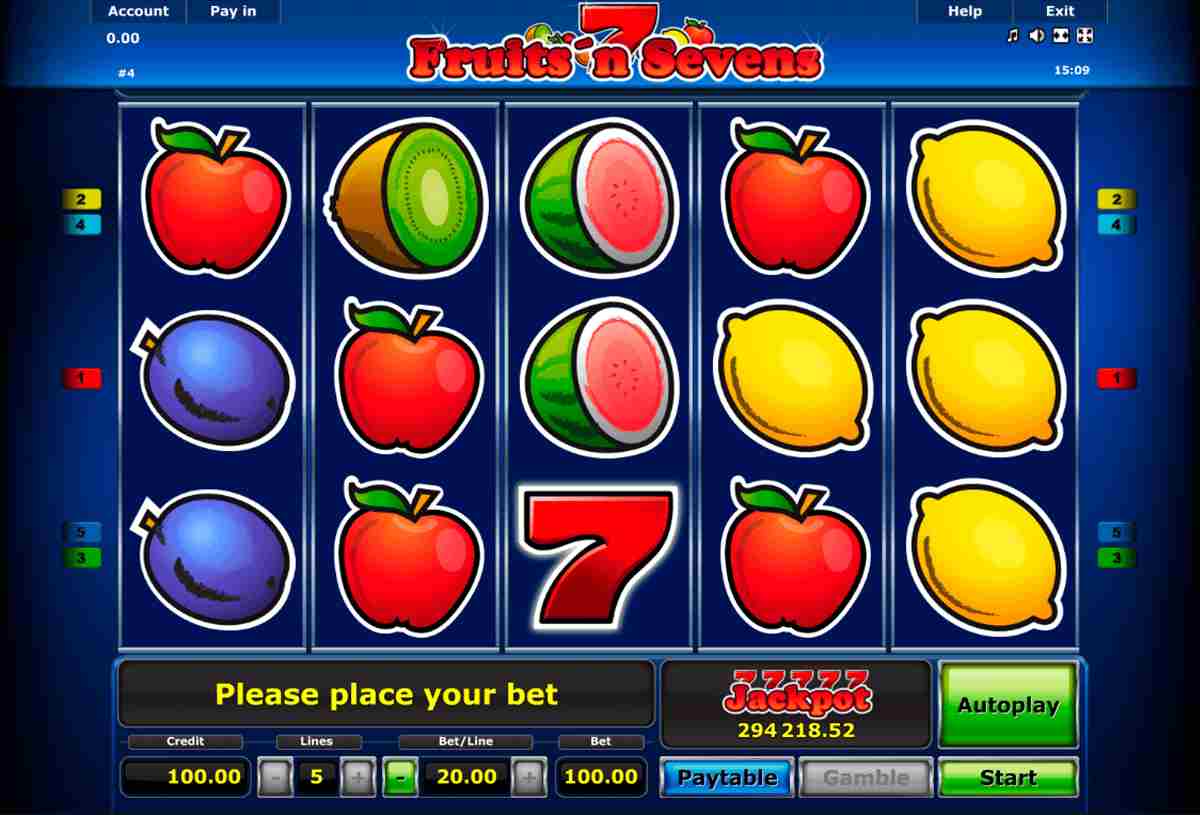 Account Pay in Help Exit
0.00
Fruits´n Sevens
7
#4
15:09
2 2
4 4
1 1
5 5
3 3
7
Please place your bet
77777
Jackpot
294 218.52
Autoplay
Credit Lines Bet/Line Bet
100.00 - 5 + - 20.00 + 100.00
Paytable Gamble Start